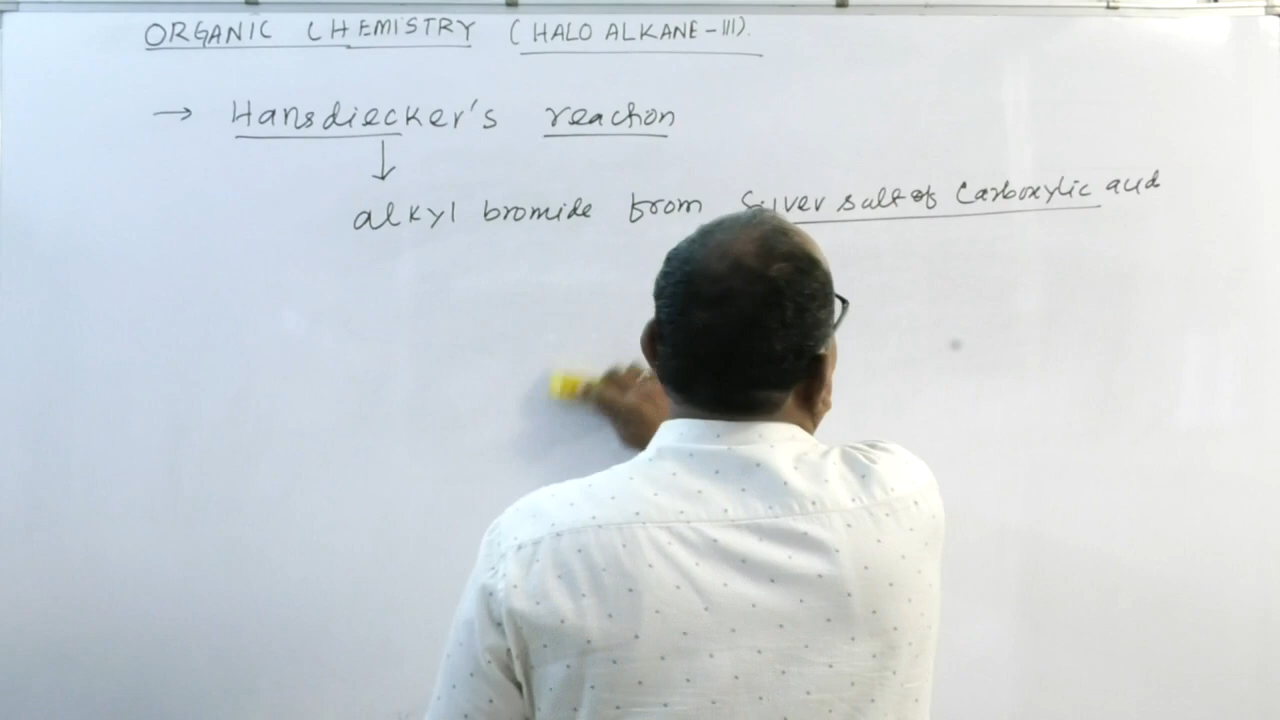 ORGANIC CHEMISTRY (HALO ALKANE-III).
→ Hansdiecker's reaction
↓
alkyl bromide from Silver salt of Carboxylic acid